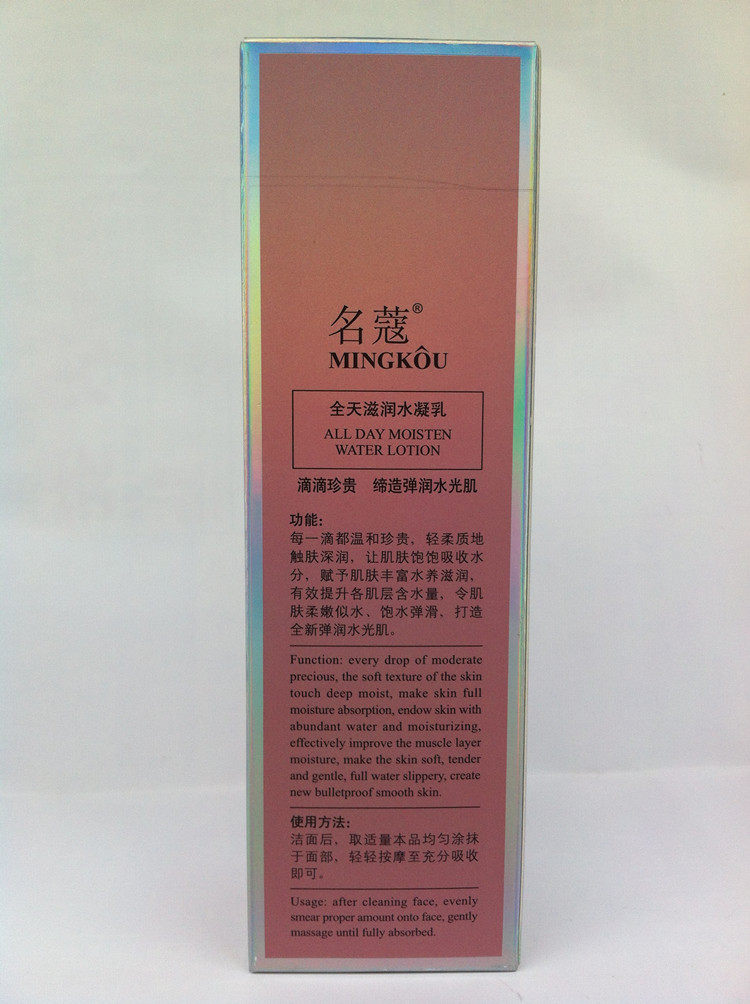 名蔻®
MINGKÔU
全天滋润水凝乳
ALL DAY MOISTEN
WATER LOTION
滴滴珍贵 缔造弹润水光肌
功能：
每一滴都温和珍贵，轻柔质地
触肤深润，让肌肤饱饱吸收水
分，赋予肌肤丰富水养滋润，
有效提升各肌层含水量，令肌
肤柔嫩似水、饱水弹滑，打造
全新弹润水光肌。
Function: every drop of moderate
precious, the soft texture of the skin
touch deep moist, make skin full
moisture absorption, endow skin with
abundant water and moisturizing,
effectively improve the muscle layer
moisture, make the skin soft, tender
and gentle, full water slippery, create
new bulletproof smooth skin.
使用方法：
洁面后，取适量本品均匀涂抹
于面部，轻轻按摩至充分吸收
即可。
Usage: after cleaning face, evenly
smear proper amount onto face, gently
massage until fully absorbed.